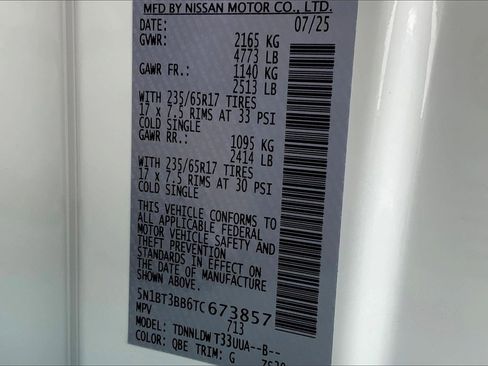 MFD BY NISSAN MOTOR CO., LTD.
DATE: 07/25
GVWR: 2165 KG
4773 LB
GAWR FR.: 1140 KG
2513 LB
WITH 235/65R17 TIRES
17 x 7.5 RIMS AT 33 PSI
COLD SINGLE
GAWR RR.: 1095 KG
2414 LB
WITH 235/65R17 TIRES
17 x 7.5 RIMS AT 30 PSI
COLD SINGLE
THIS VEHICLE CONFORMS TO
ALL APPLICABLE FEDERAL
MOTOR VEHICLE SAFETY AND
THEFT PREVENTION
STANDARDS IN EFFECT ON
THE DATE OF MANUFACTURE
SHOWN ABOVE.
5N1BT3BB6TC673857
MPV 713
MODEL: TDNNLDWT33UUA--B--
COLOR: QBE TRIM: G